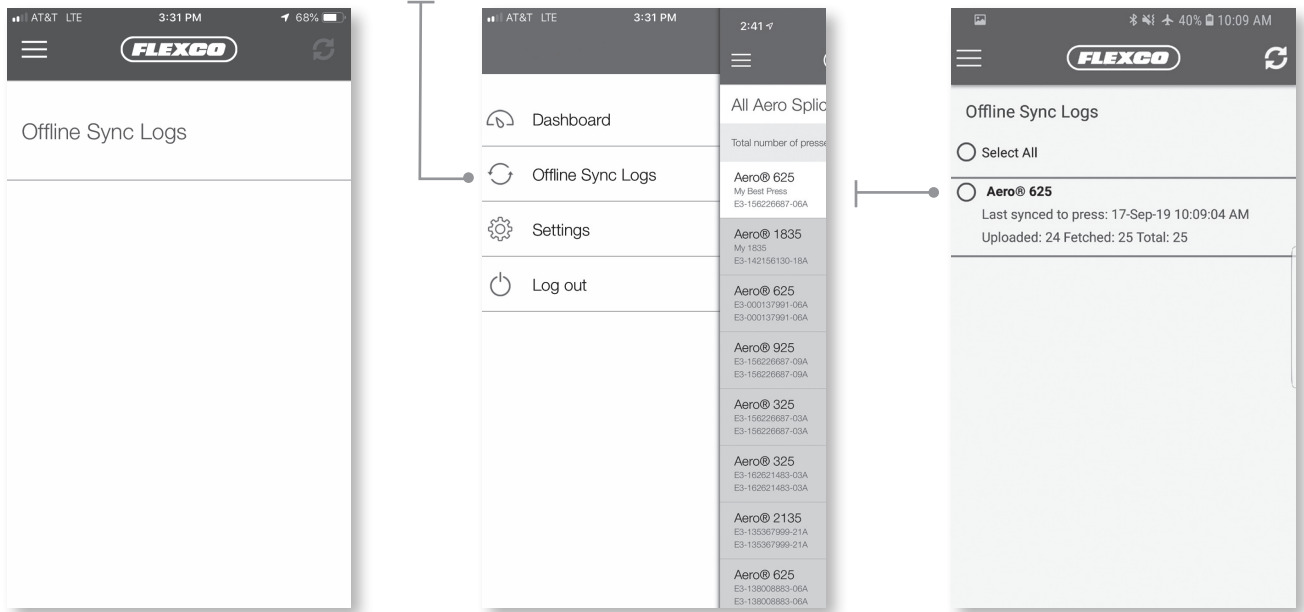 AT&T LTE 3:31 PM 68%
FLEXCO
Offline Sync Logs
AT&T LTE 3:31 PM
Dashboard
Offline Sync Logs
Settings
Log out
2:41
All Aero Splic
Total number of presse
Aero® 625
My Best Press
E3-156226687-06A
Aero® 1835
My 1835
E3-142156130-18A
Aero® 625
E3-000137991-06A
E3-000137991-06A
Aero® 925
E3-156226687-09A
E3-156226687-09A
Aero® 325
E3-156226687-03A
E3-156226687-03A
Aero® 325
E3-162621483-03A
E3-162621483-03A
Aero® 2135
E3-135367999-21A
E3-135367999-21A
Aero® 625
E3-138008883-06A
E3-138008883-06A
40% 10:09 AM
FLEXCO
Offline Sync Logs
Select All
Aero® 625
Last synced to press: 17-Sep-19 10:09:04 AM
Uploaded: 24 Fetched: 25 Total: 25